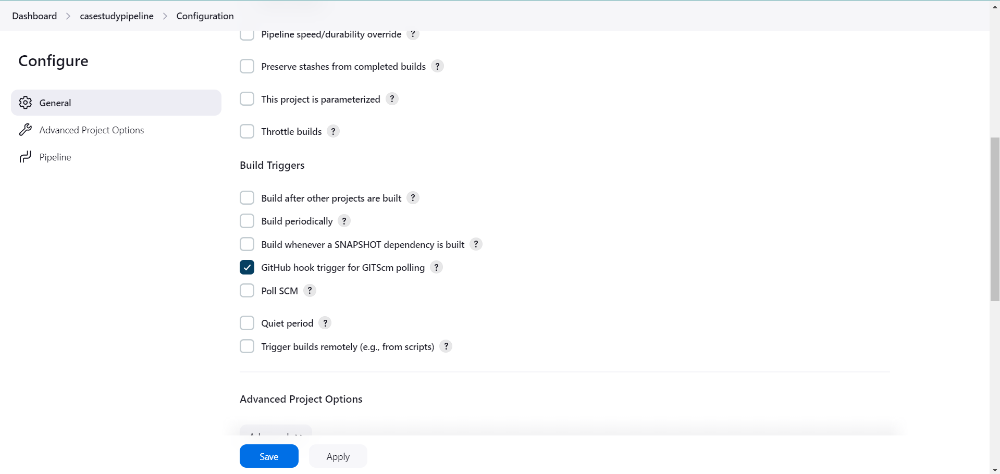 Dashboard > casestudypipeline > Configuration
Configure
General
Advanced Project Options
Pipeline
Pipeline speed/durability override ?
Preserve stashes from completed builds ?
This project is parameterized ?
Throttle builds ?
Build Triggers
Build after other projects are built ?
Build periodically ?
Build whenever a SNAPSHOT dependency is built ?
GitHub hook trigger for GITScm polling ?
Poll SCM ?
Quiet period ?
Trigger builds remotely (e.g., from scripts) ?
Advanced Project Options
Advanced
Save
Apply